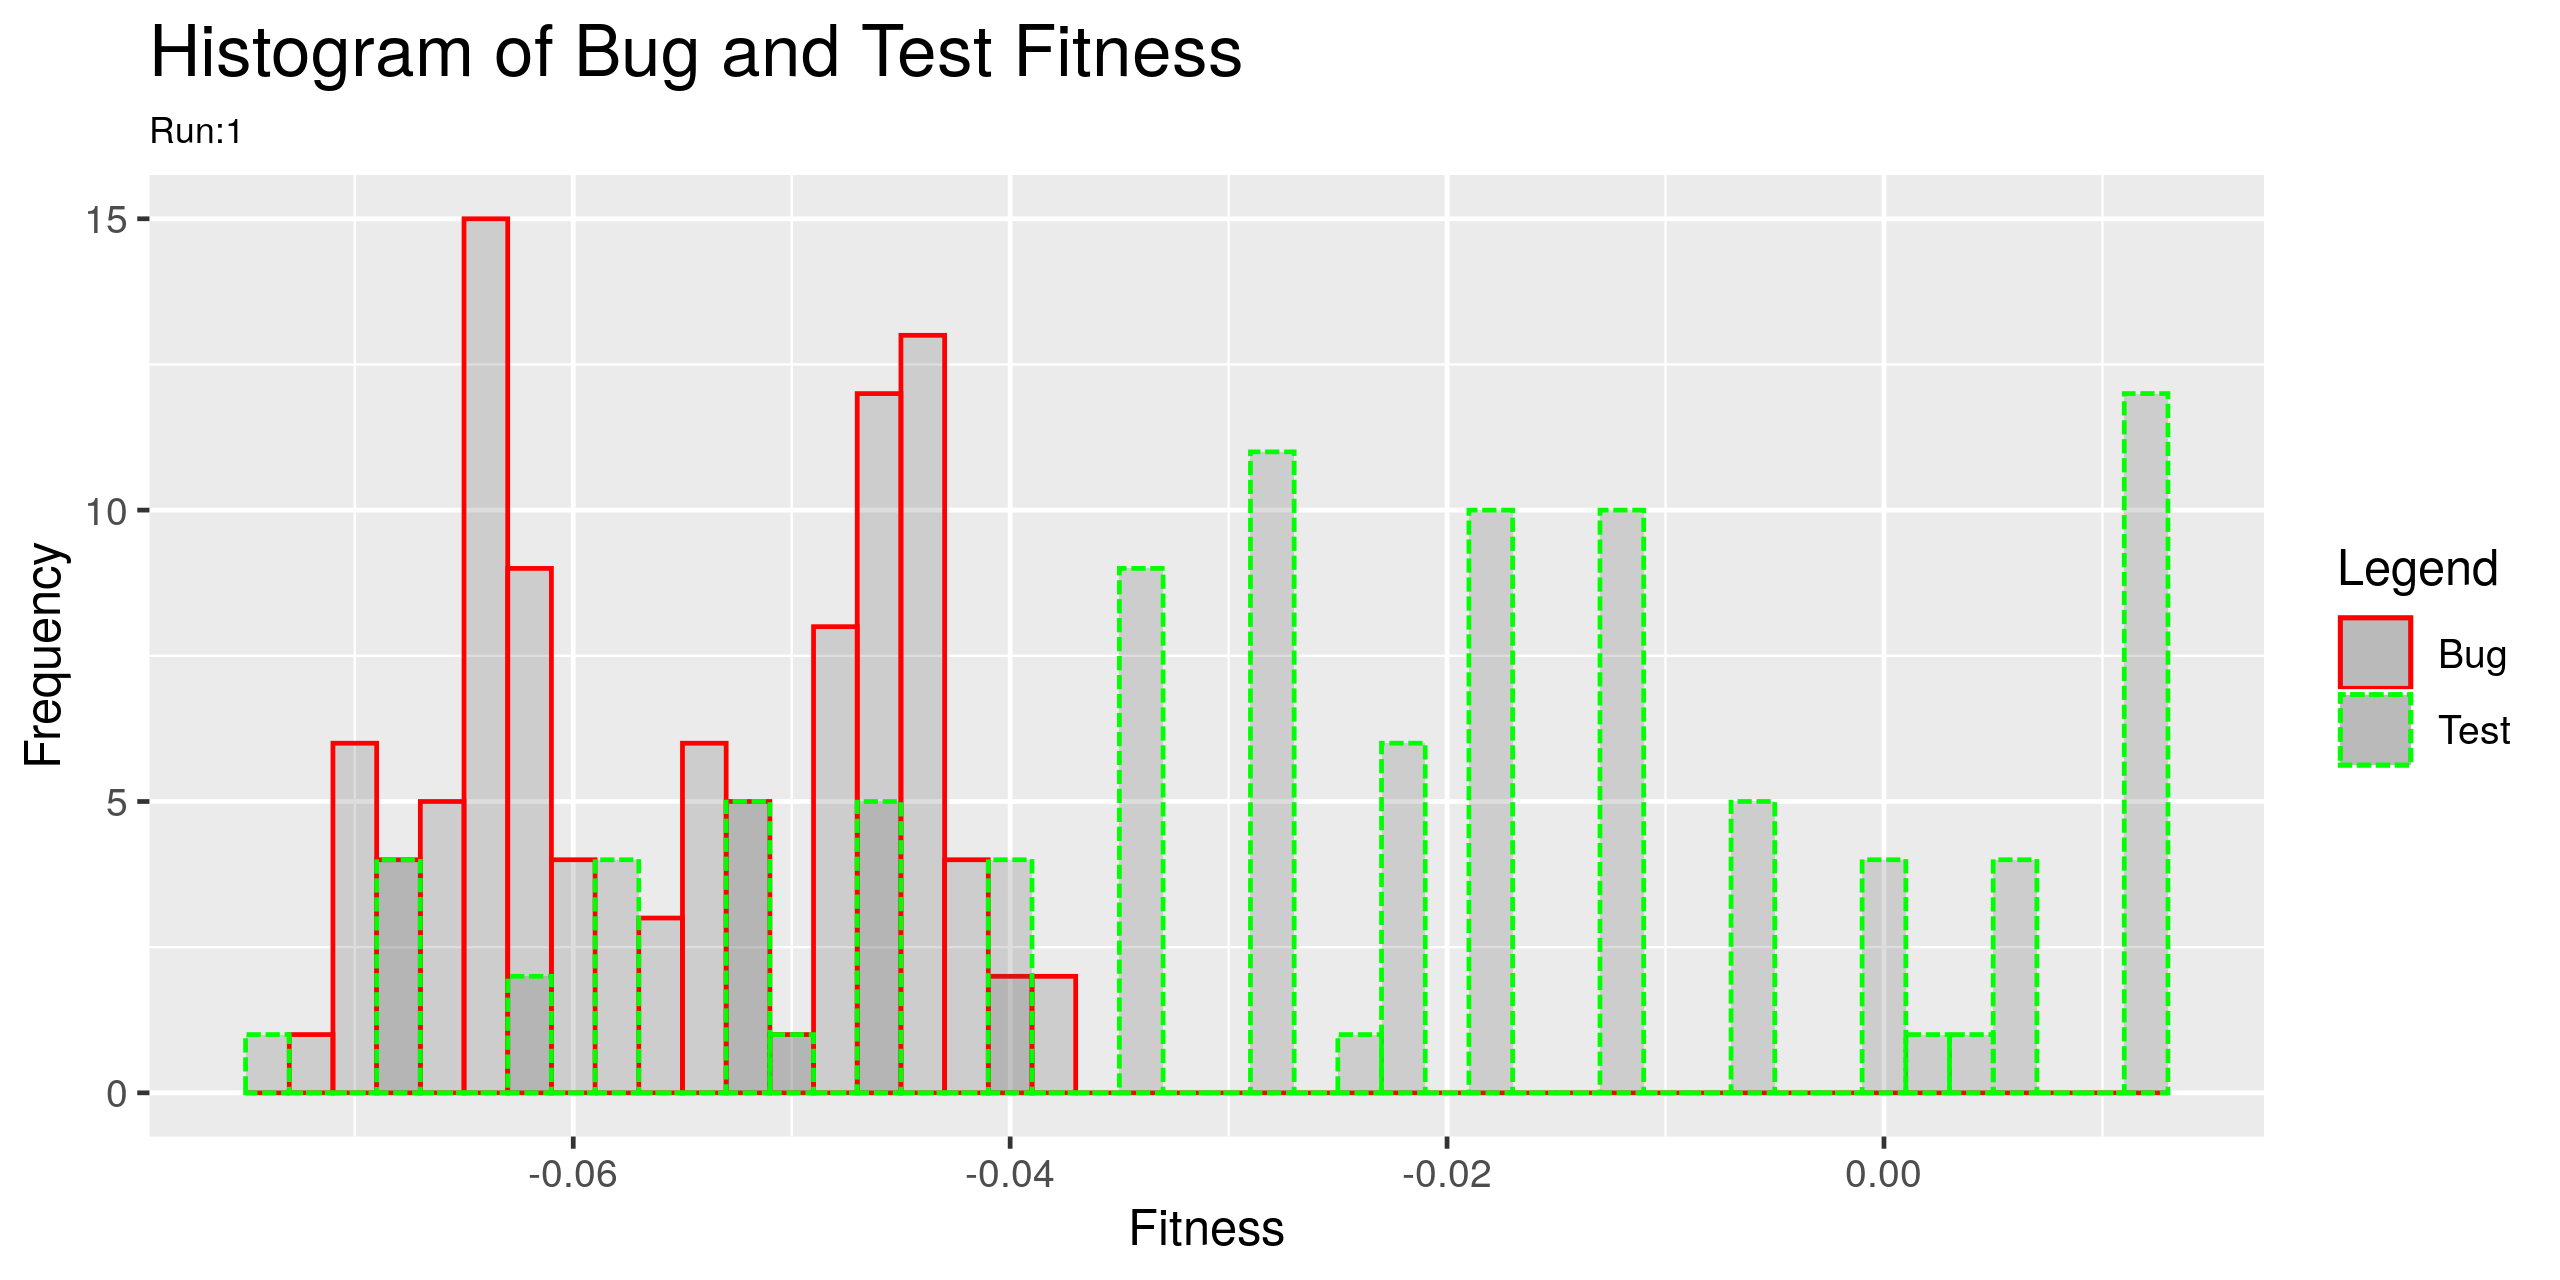 Histogram of Bug and Test Fitness
Run:1
15
10
5
0
Frequency
-0.06
-0.04
-0.02
0.00
Fitness
Legend
Bug
Test